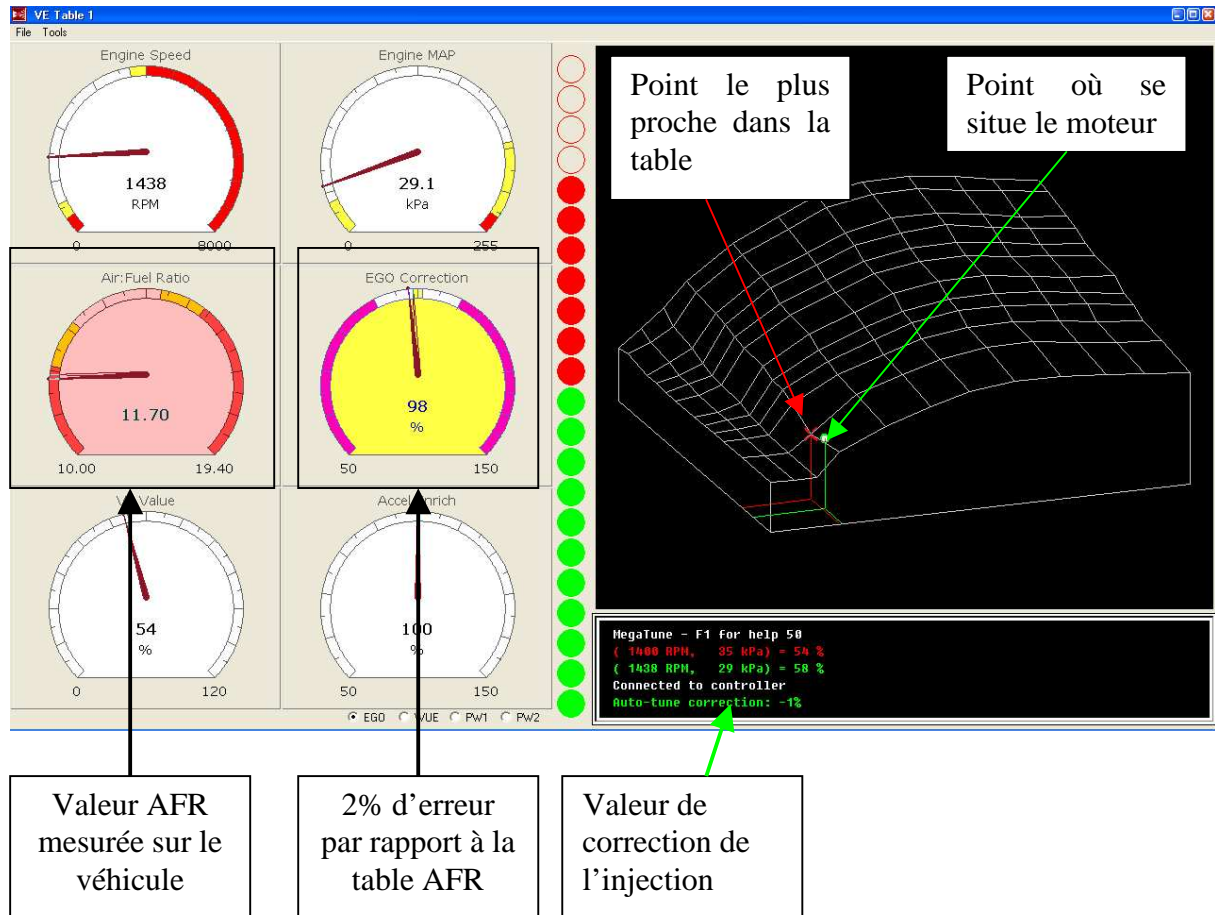 VE Table 1
File Tools
Engine Speed
1438
RPM
0 8000
Engine MAP
29.1
kPa
0 255
Air:Fuel Ratio
11.70
10.00 19.40
EGO Correction
98
%
50 150
Value
54
%
0 120
Accel Enrich
100
%
50 150
EGO WUE PW1 PW2
Point le plus
proche dans la
table
Point où se
situe le moteur
MegaTune - F1 for help 50
( 1400 RPM, 35 kPa) = 54 %
( 1438 RPM, 29 kPa) = 58 %
Connected to controller
Auto-tune correction: -1%
Valeur AFR
mesurée sur le
véhicule
2% d'erreur
par rapport à la
table AFR
Valeur de
correction de
l'injection